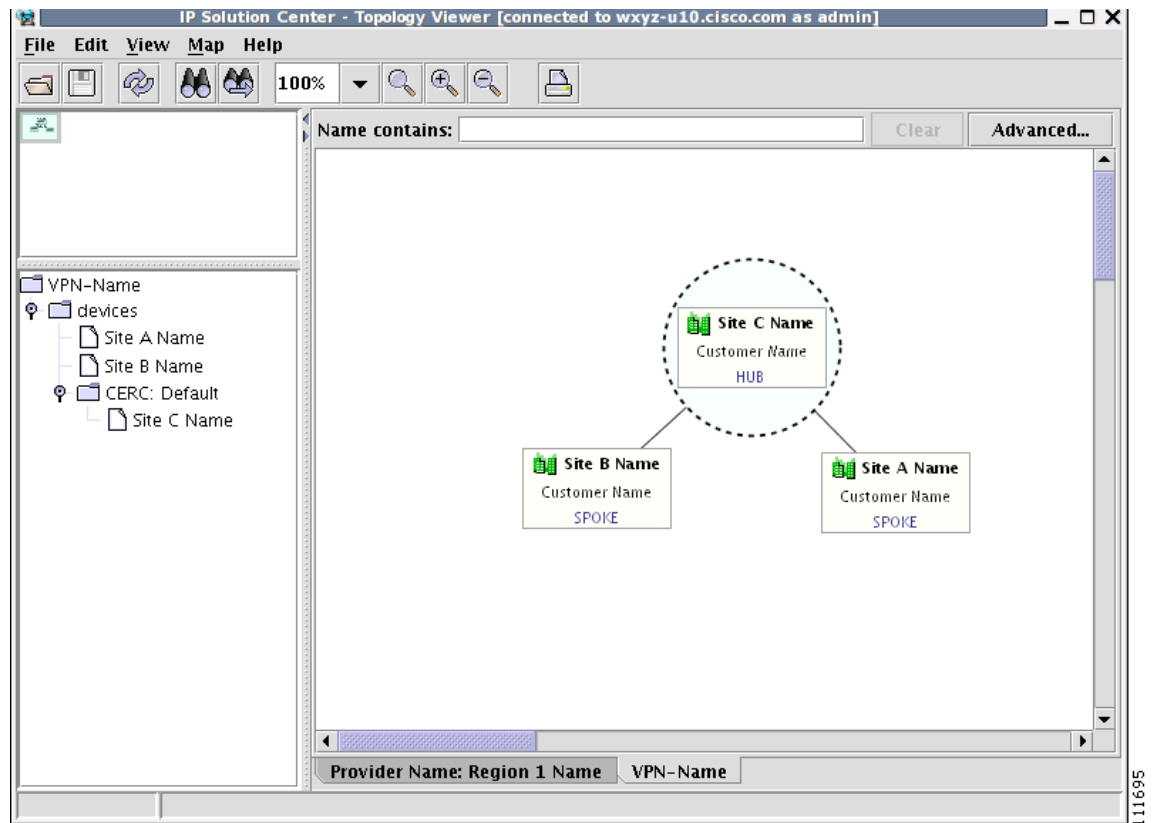 IP Solution Center - Topology Viewer [connected to wxyz-u10.cisco.com as admin]
File Edit View Map Help
100%
Name contains: Clear Advanced...
VPN-Name
devices
Site A Name
Site B Name
CERC: Default
Site C Name
Site C Name
Customer Name
HUB
Site B Name
Customer Name
SPOKE
Site A Name
Customer Name
SPOKE
Provider Name: Region 1 Name VPN-Name
111695